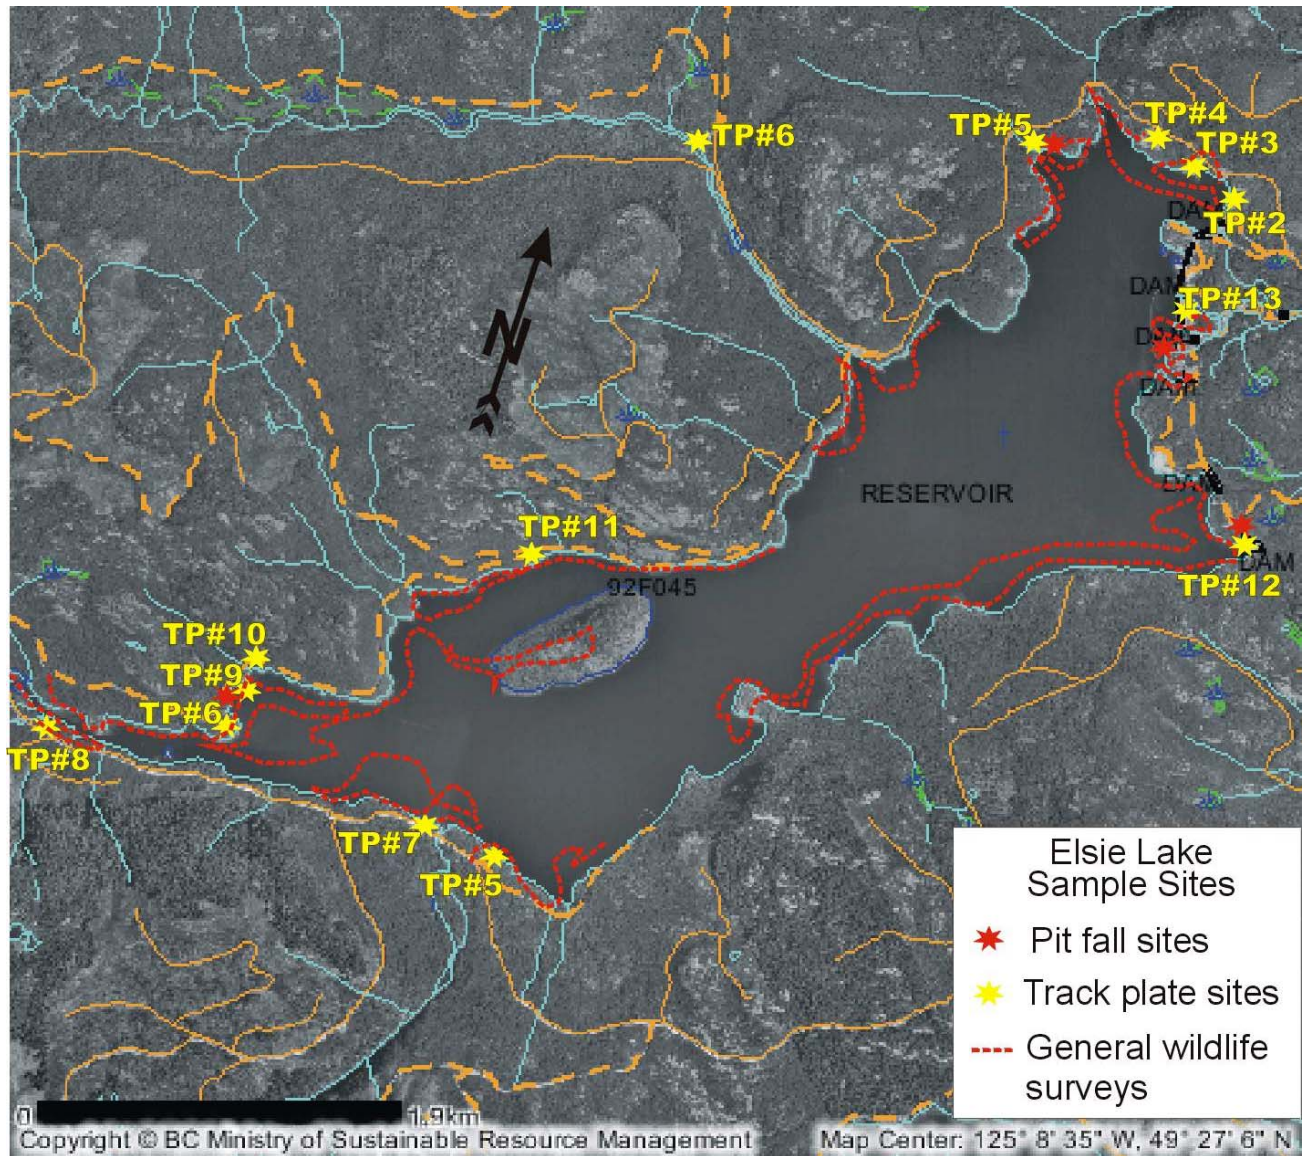 TP#4
TP#6
TP#5
TP#3
DAM
TP#2
DAM
TP#13
DAM
DAM
RESERVOIR
DAM
TP#11
DAM
92F045
TP#12
TP#10
TP#9
TP#6
TP#8
TP#7
TP#5
Elsie Lake
Sample Sites
Pit fall sites
Track plate sites
General wildlife
surveys
N
0 1.9km
Copyright © BC Ministry of Sustainable Resource Management Map Center: 125° 8' 35" W, 49° 27' 6" N